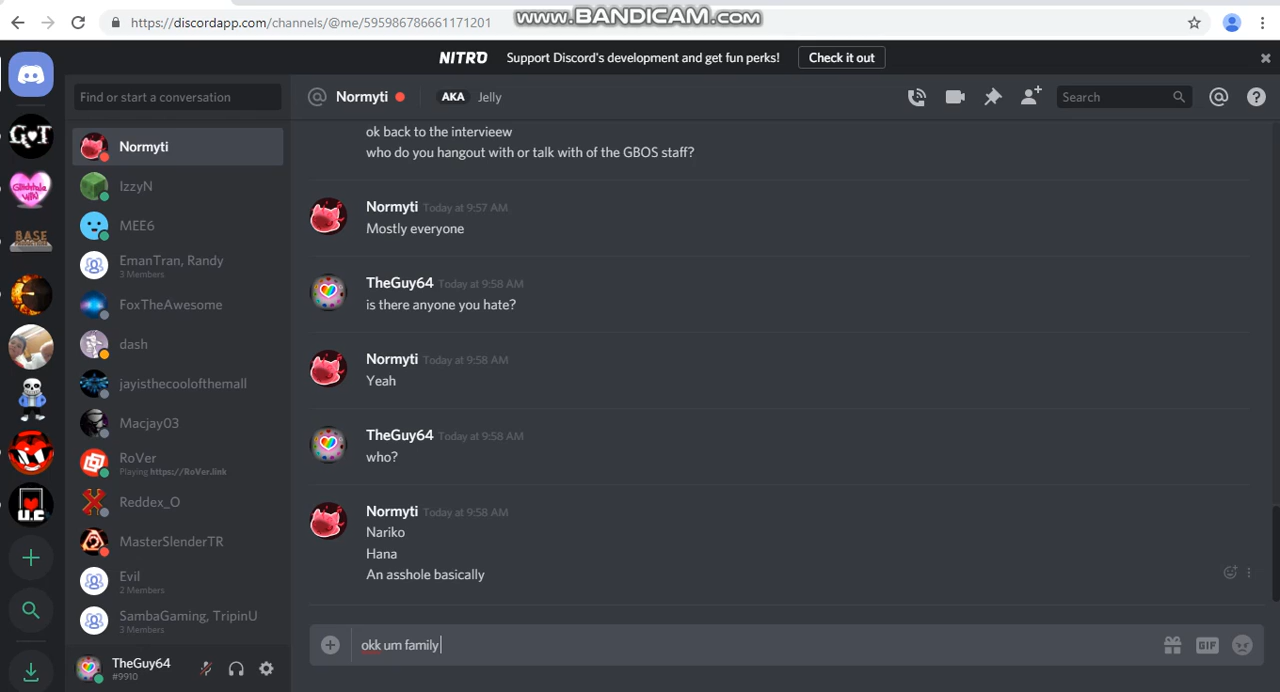 https://discordapp.com/channels/@me/595986786661171201
www.BANDICAM.com
NITRO Support Discord's development and get fun perks! Check it out
Find or start a conversation
@ Normyti AKA Jelly
Search
Normyti
IzzyN
MEE6
EmanTran, Randy
3 Members
FoxTheAwesome
dash
jayisthecoolofthemall
Macjay03
RoVer
Playing https://RoVer.link
Reddex_O
MasterSlenderTR
Evil
2 Members
SambaGaming, TripinU
3 Members
TheGuy64
#9910
GOT
BASE
U.C
ok back to the intervieew
who do you hangout with or talk with of the GBOS staff?
Normyti Today at 9:57 AM
Mostly everyone
TheGuy64 Today at 9:58 AM
is there anyone you hate?
Normyti Today at 9:58 AM
Yeah
TheGuy64 Today at 9:58 AM
who?
Normyti Today at 9:58 AM
Nariko
Hana
An asshole basically
okk um family
GIF